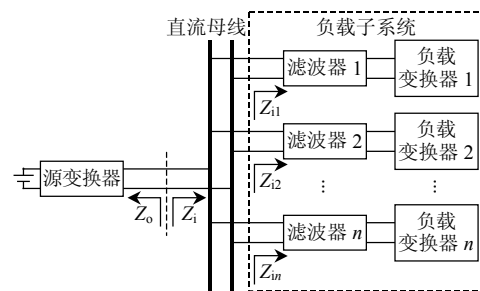 直流母线
负载子系统
滤波器 1
负载
变换器 1
Zi1
滤波器 2
负载
变换器 2
Zi2
源变换器
Zo
Zi
⋮
⋮
滤波器 n
负载
变换器 n
Zin